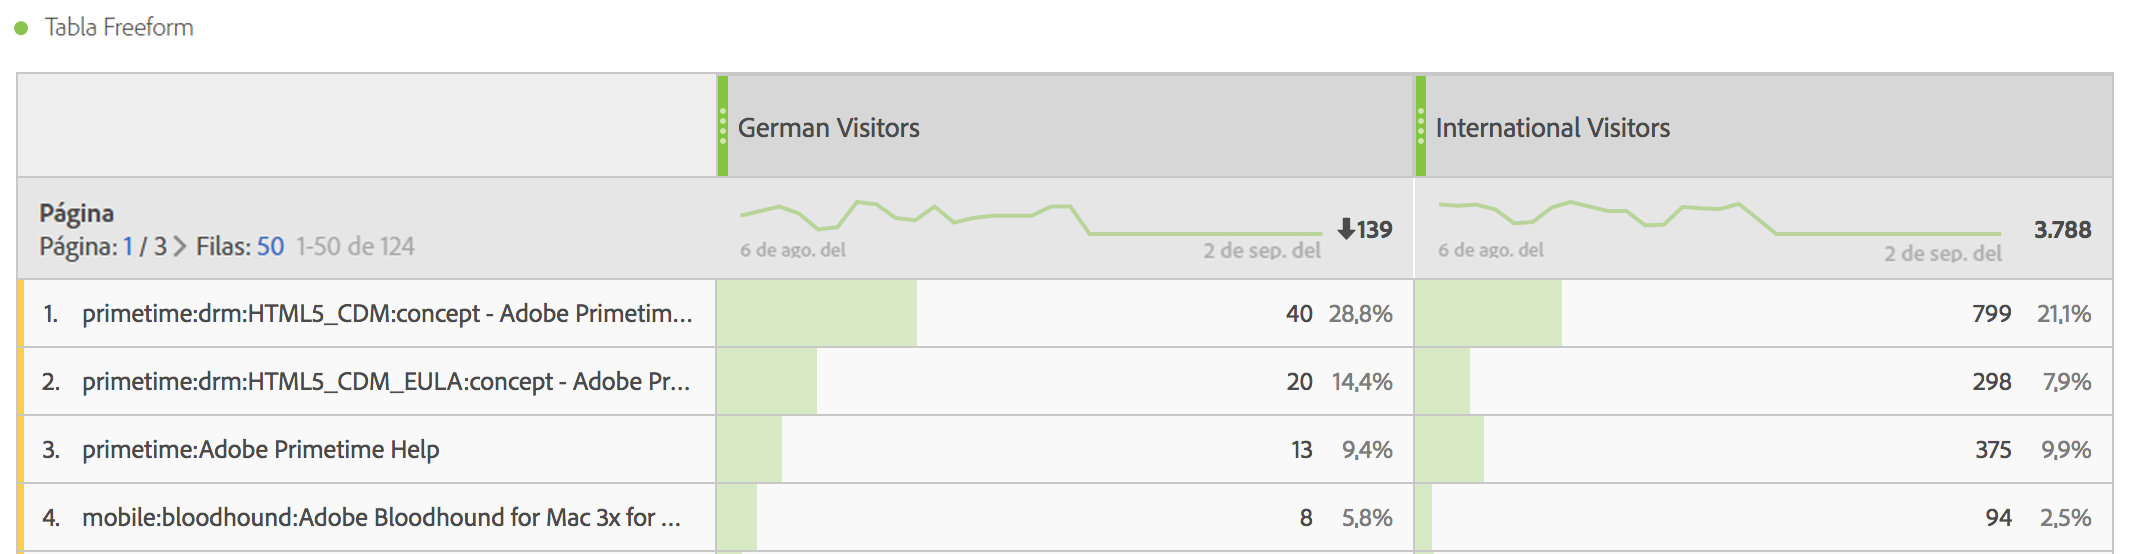 Tabla Freeform
German Visitors
International Visitors
Página
Página: 1 / 3 > Filas: 50 1-50 de 124
6 de ago. del
2 de sep. del
139
6 de ago. del
2 de sep. del
3.788
1. primetime:drm:HTML5_CDM:concept - Adobe Primetim... 40 28,8% 799 21,1%
2. primetime:drm:HTML5_CDM_EULA:concept - Adobe Pr... 20 14,4% 298 7,9%
3. primetime:Adobe Primetime Help 13 9,4% 375 9,9%
4. mobile:bloodhound:Adobe Bloodhound for Mac 3x for ... 8 5,8% 94 2,5%